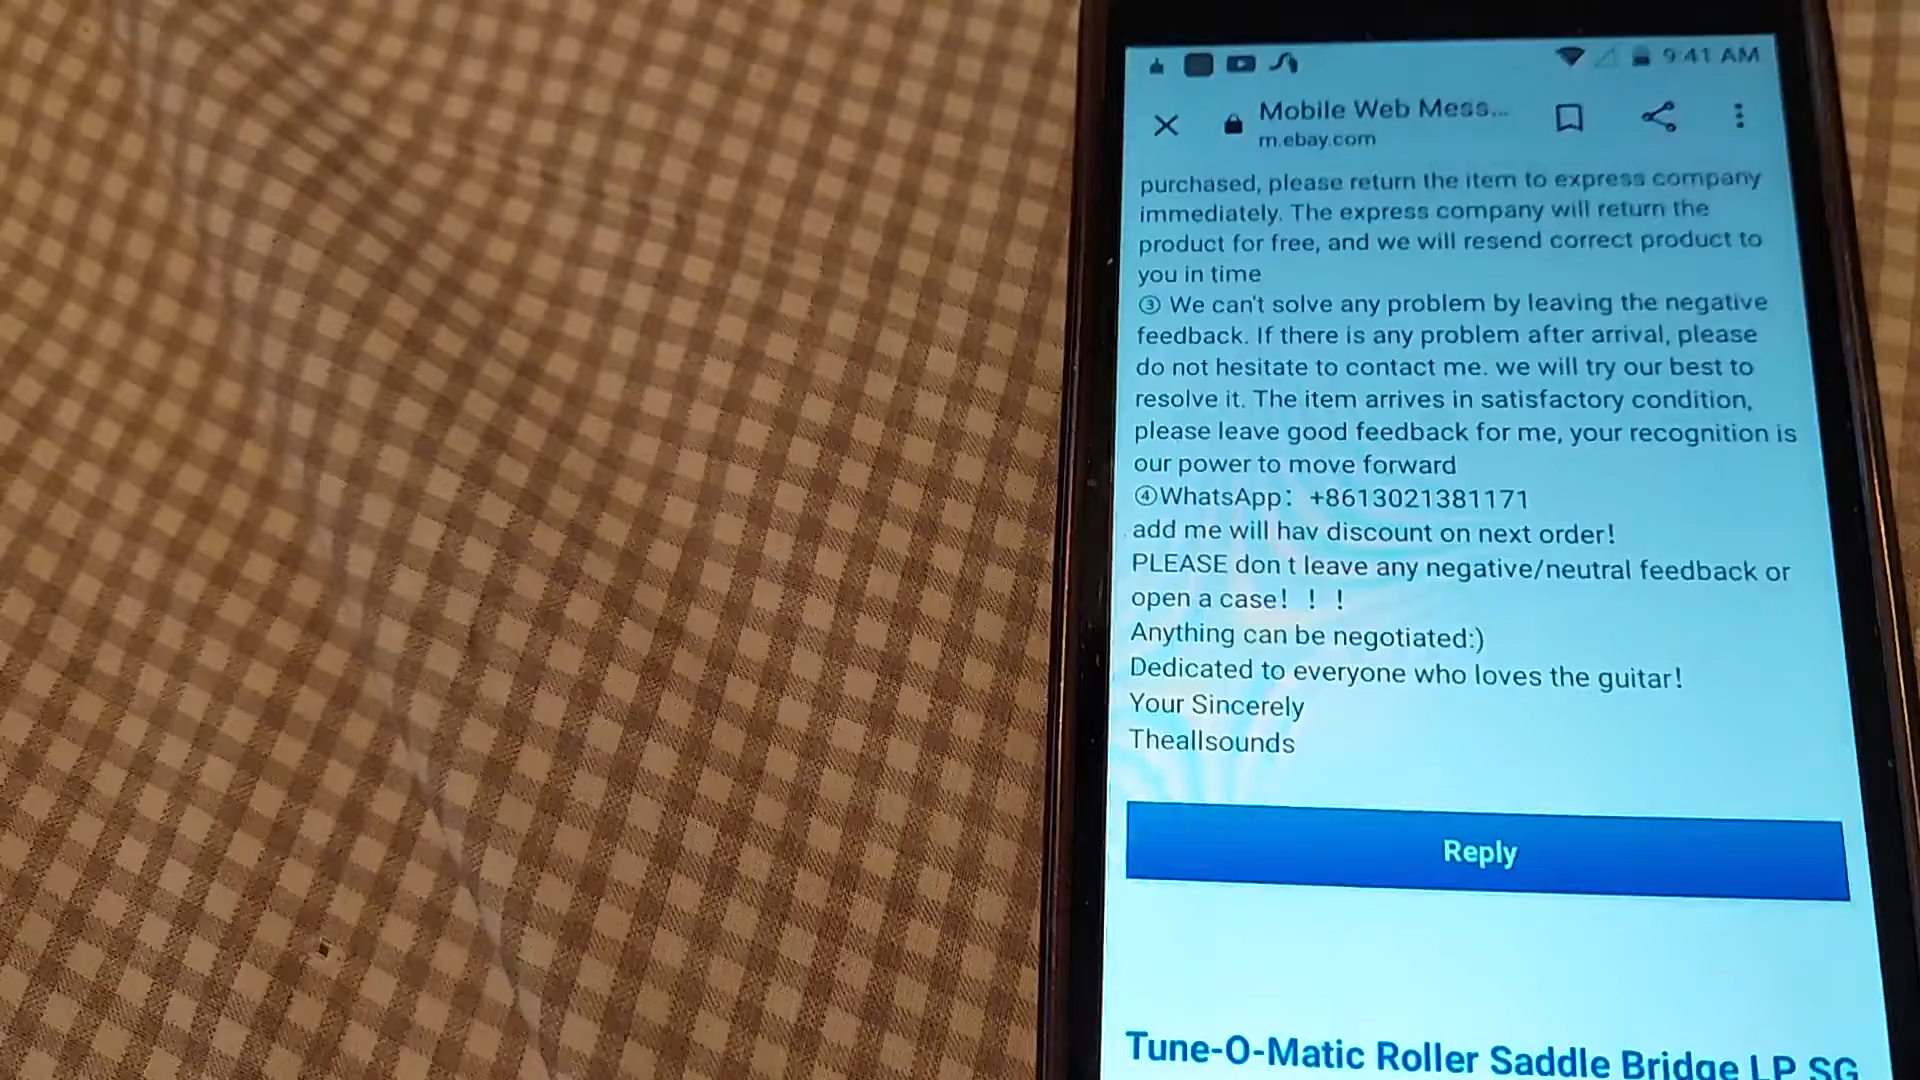 9:41 AM
Mobile Web Mess...
m.ebay.com
purchased, please return the item to express company
immediately. The express company will return the
product for free, and we will resend correct product to
you in time
③ We can't solve any problem by leaving the negative
feedback. If there is any problem after arrival, please
do not hesitate to contact me. we will try our best to
resolve it. The item arrives in satisfactory condition,
please leave good feedback for me, your recognition is
our power to move forward
④WhatsApp：+8613021381171
add me will hav discount on next order!
PLEASE don t leave any negative/neutral feedback or
open a case！！！
Anything can be negotiated:)
Dedicated to everyone who loves the guitar!
Your Sincerely
Theallsounds
Reply
Tune-O-Matic Roller Saddle Bridge LP SG